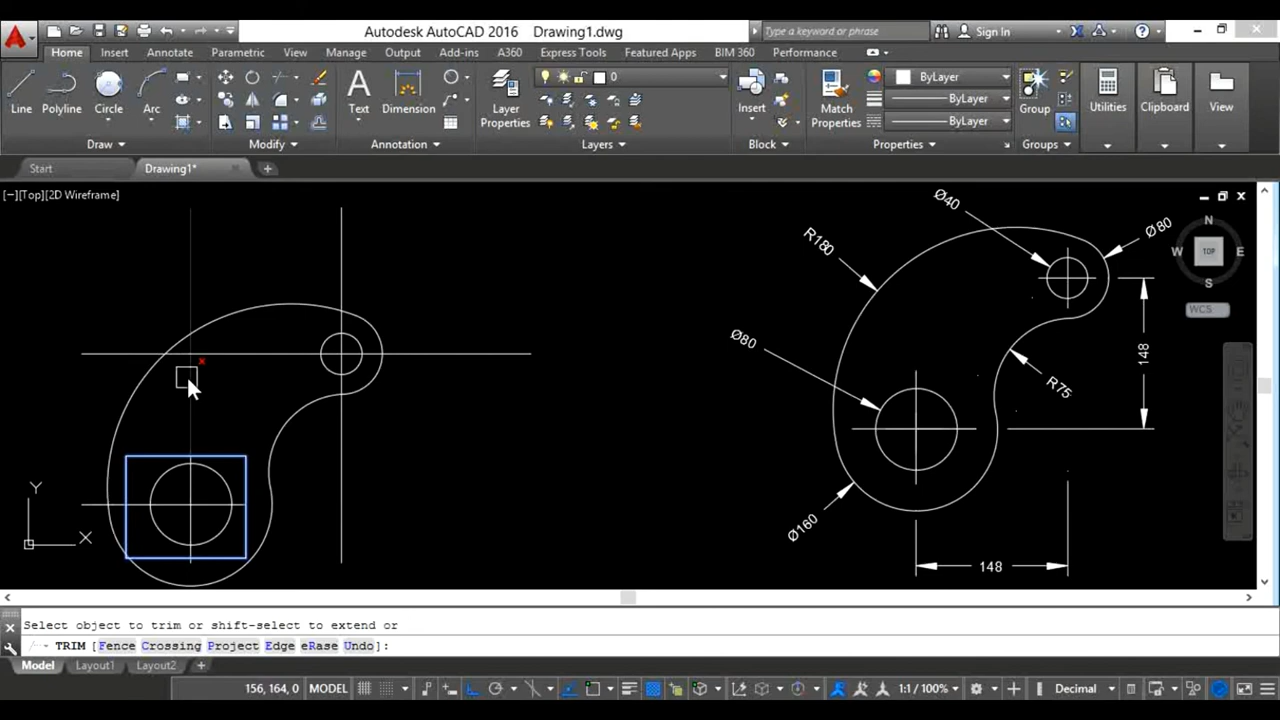 Autodesk AutoCAD 2016 Drawing1.dwg
Type a keyword or phrase
Sign In
Home Insert Annotate Parametric View Manage Output Add-ins A360 Express Tools Featured Apps BIM 360 Performance
Line Polyline Circle Arc
Text Dimension
Layer
Properties
0
Insert
Match
Properties
ByLayer
ByLayer
ByLayer
Group
Utilities
Clipboard
View
Draw Modify Annotation Layers Block Properties Groups
Start Drawing1*
[−][Top][2D Wireframe]
Ø40
Ø80
R180
N
W TOP E
S
WCS
Ø80
148
R75
Ø160
148
Y
X
Select object to trim or shift-select to extend or
TRIM [Fence Crossing Project Edge eRase Undo]:
Model Layout1 Layout2
156, 164, 0 MODEL 1:1 / 100% Decimal